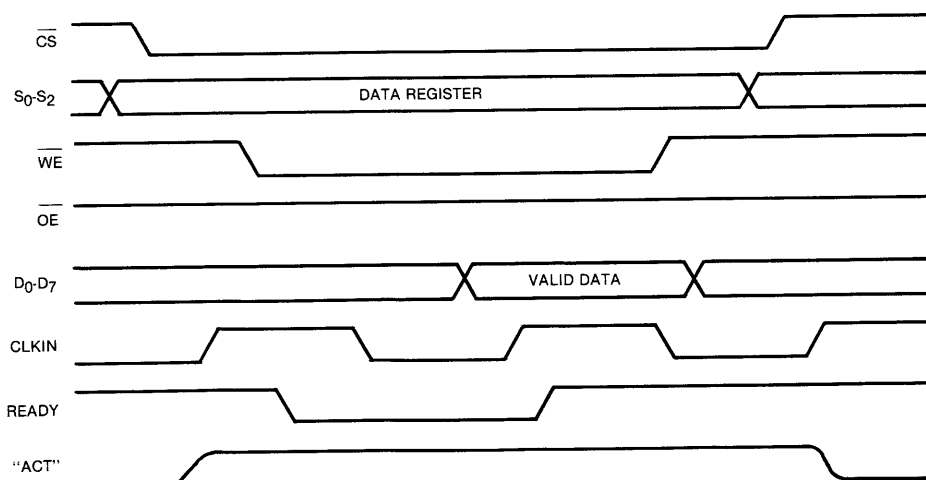 CS
S0-S2 DATA REGISTER
WE
OE
D0-D7 VALID DATA
CLKIN
READY
"ACT"